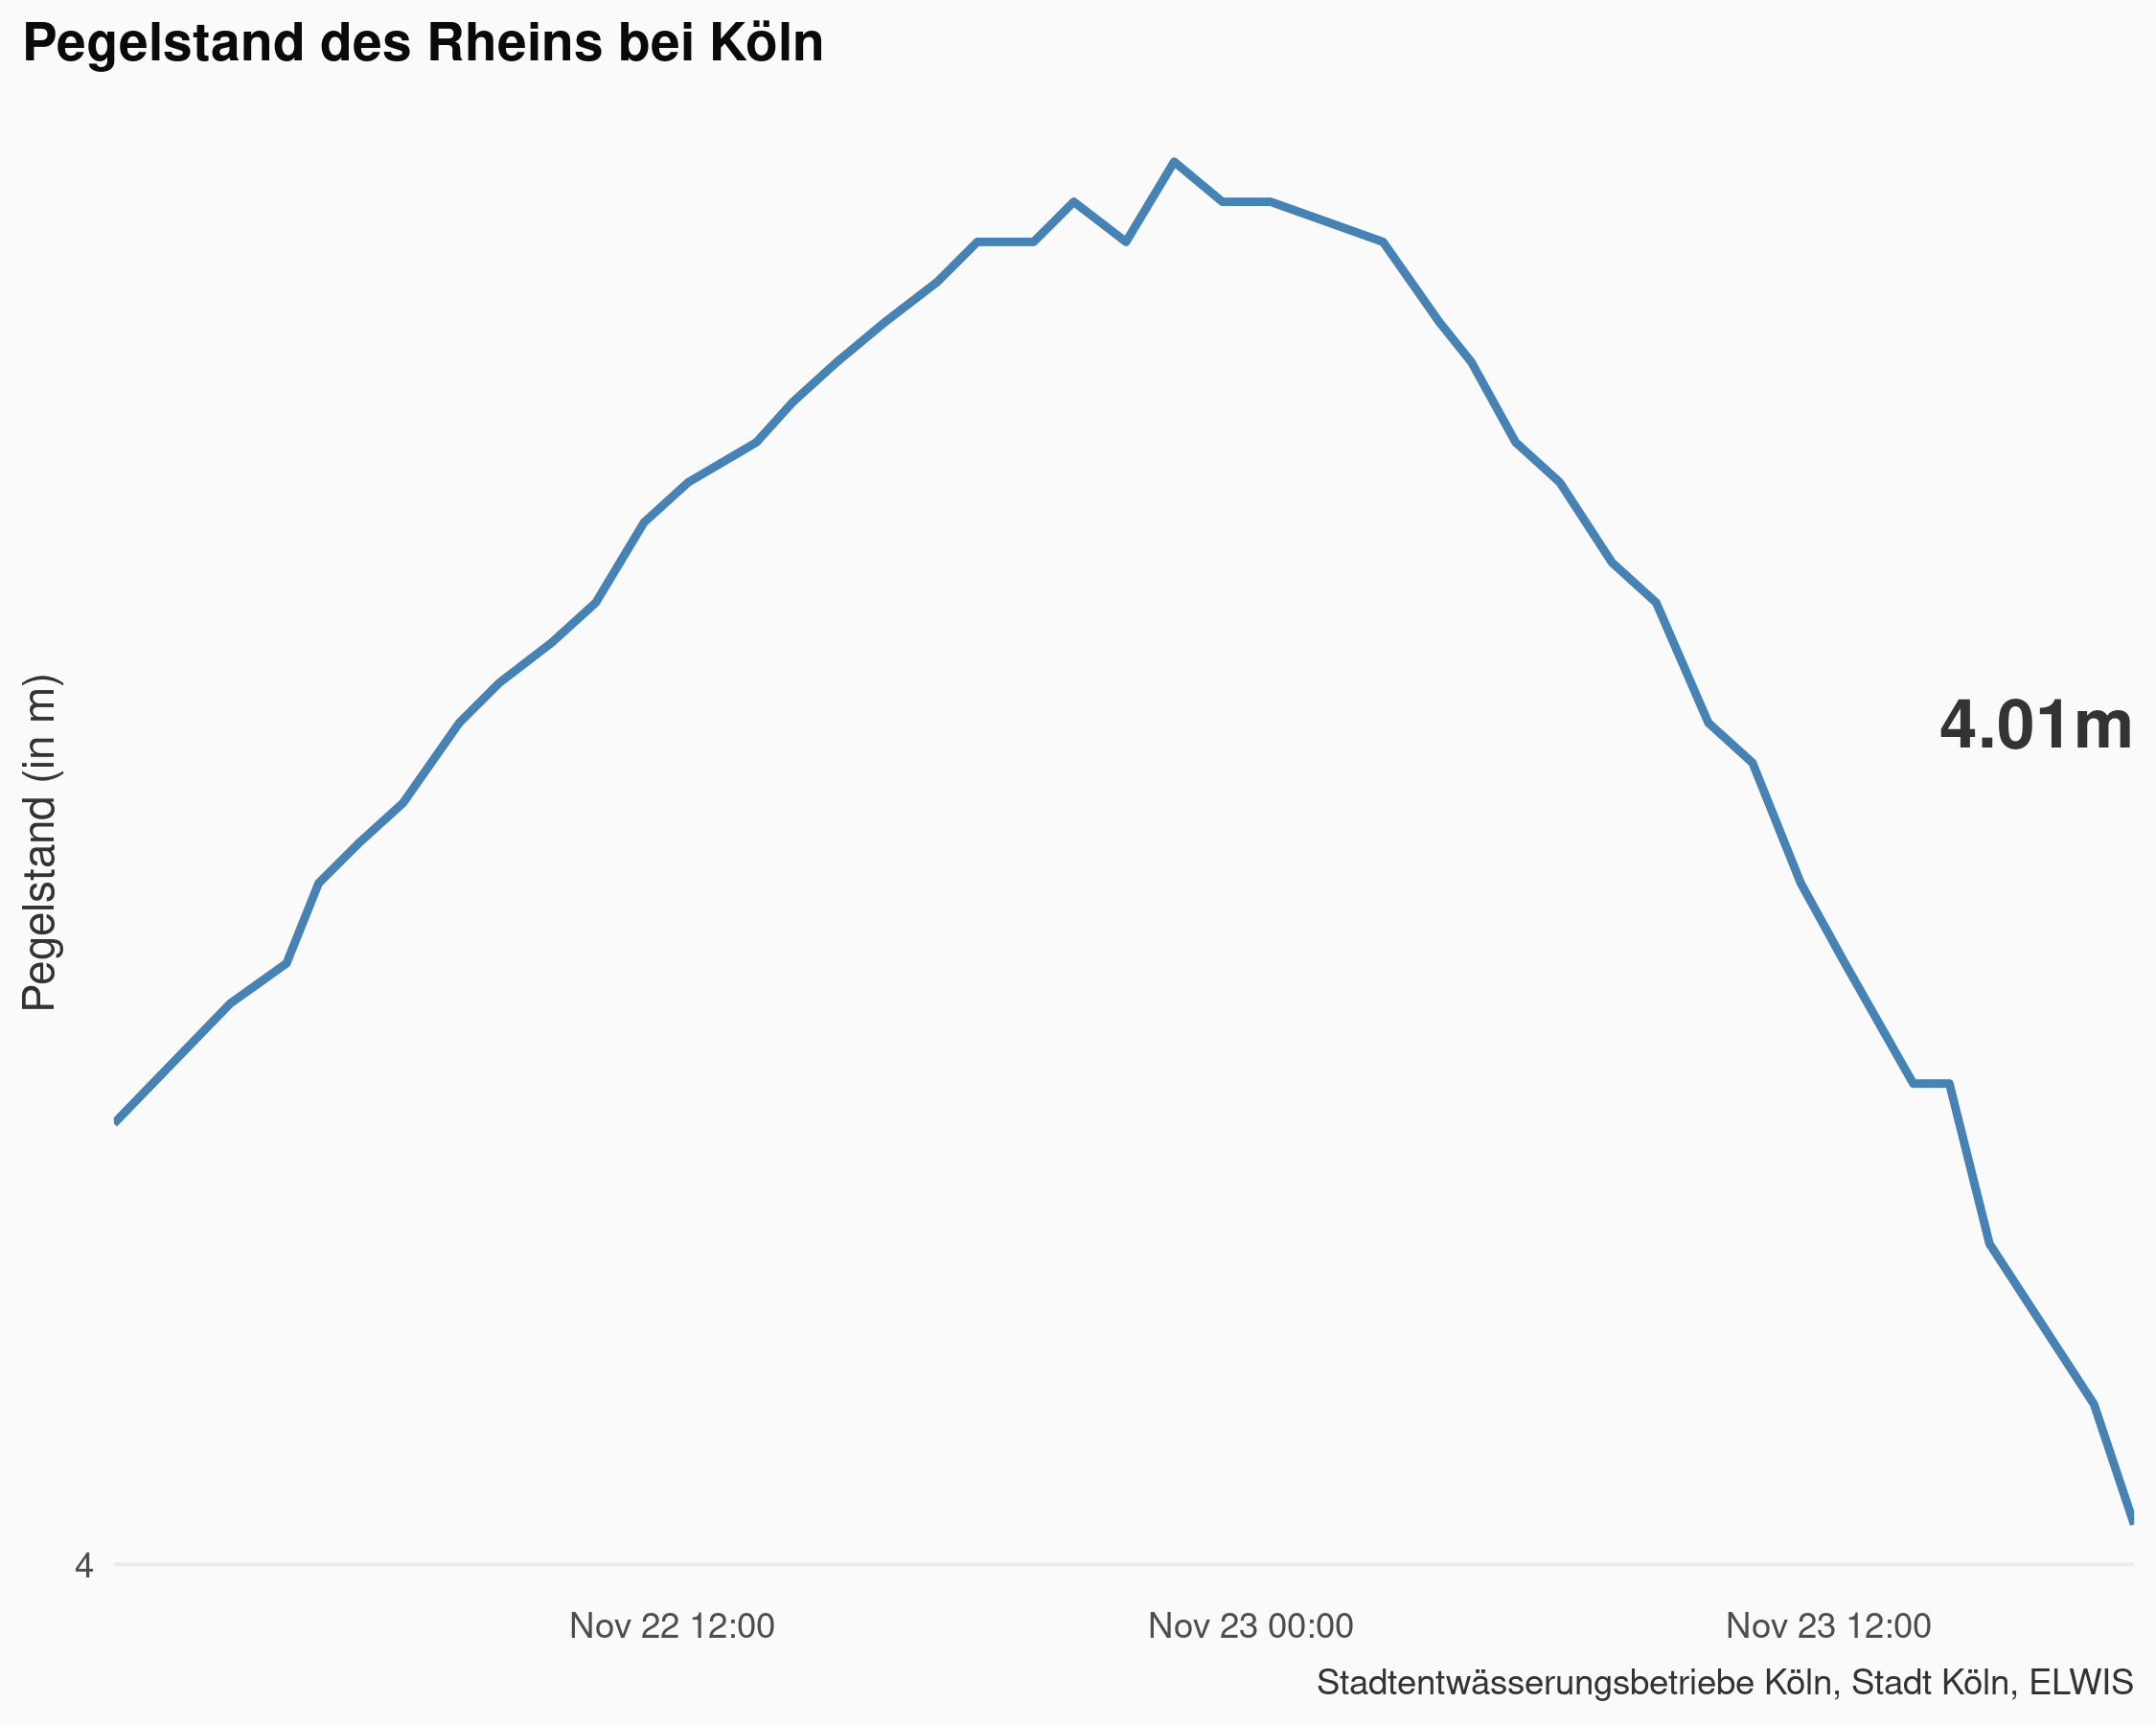 Pegelstand des Rheins bei Köln
Pegelstand (in m)
4.01m
4
Nov 22 12:00
Nov 23 00:00
Nov 23 12:00
Stadtentwässerungsbetriebe Köln, Stadt Köln, ELWIS